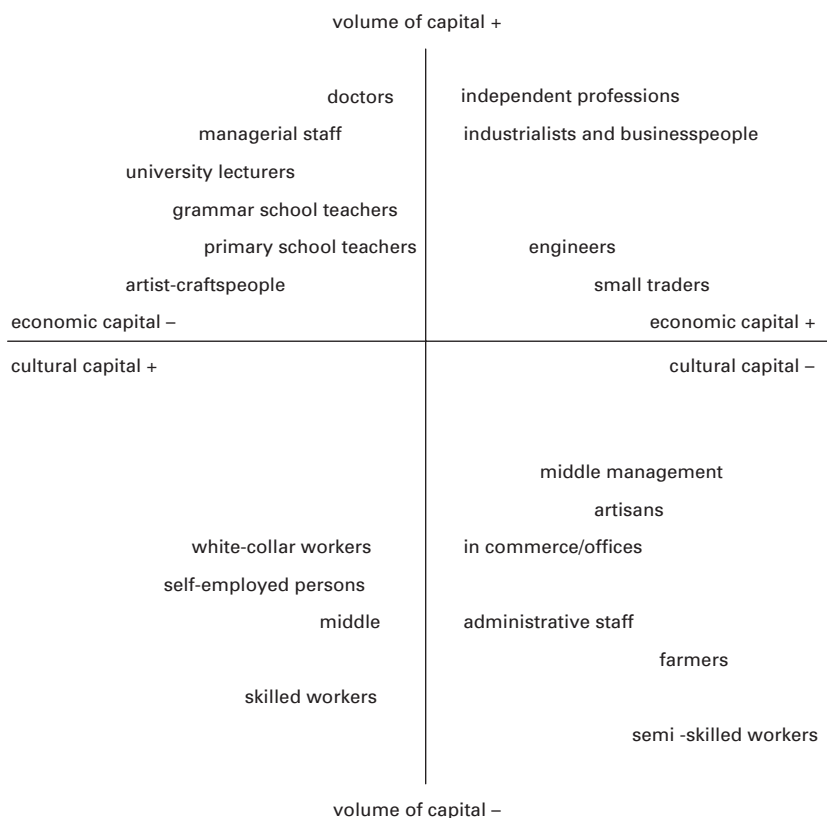 volume of capital +
doctors independent professions
managerial staff industrialists and businesspeople
university lecturers
grammar school teachers
primary school teachers engineers
artist-craftspeople small traders
economic capital – economic capital +
cultural capital + cultural capital –
middle management
artisans
white-collar workers in commerce/offices
self-employed persons
middle administrative staff
farmers
skilled workers
semi -skilled workers
volume of capital –